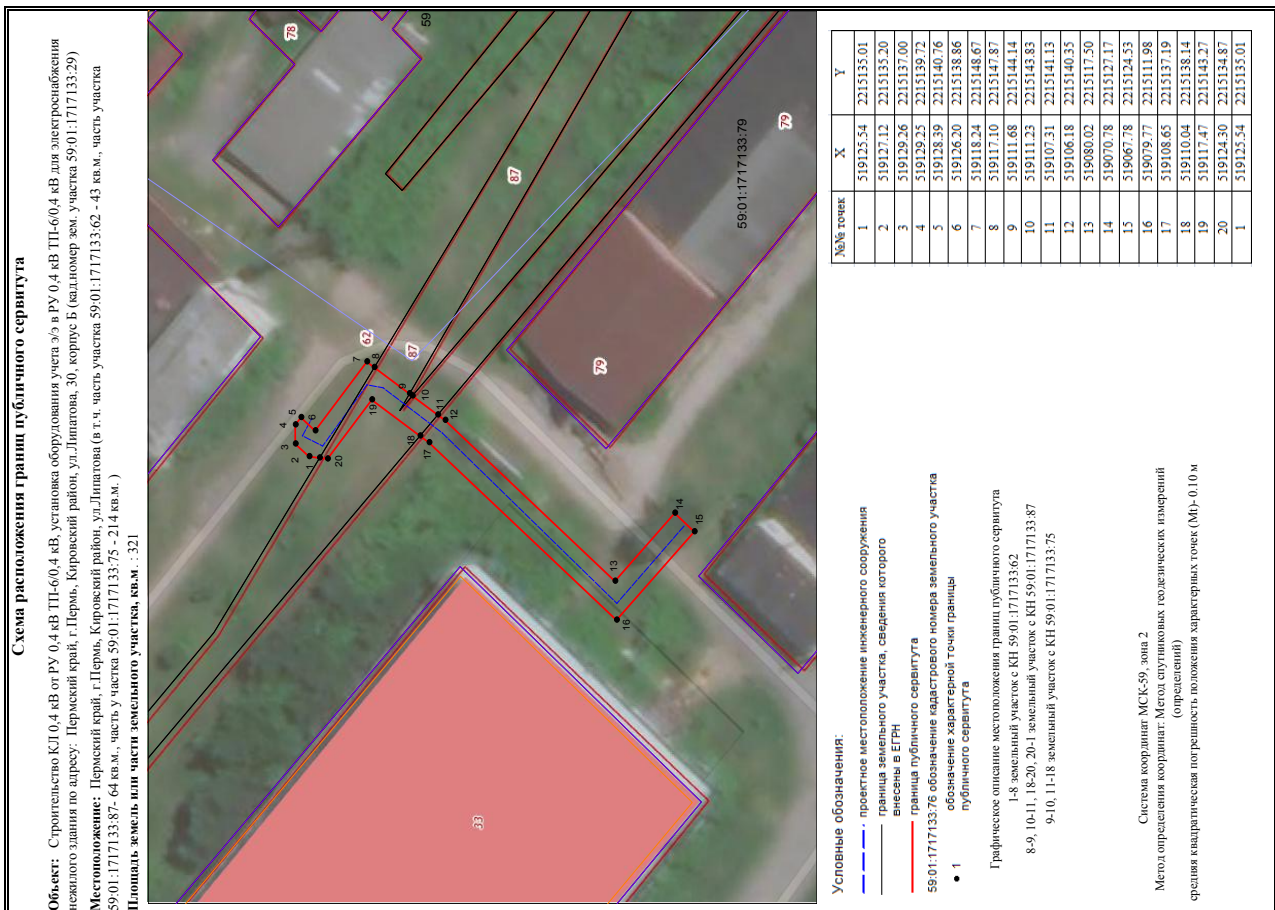 Схема расположения границ публичного сервитута
Объект: Строительство КЛ 0,4 кВ от РУ 0,4 кВ ТП-6/0,4 кВ, установка оборудования учета э/э в РУ 0,4 кВ ТП-6/0,4 кВ для электроснабжения
нежилого здания по адресу: Пермский край, г.Пермь, Кировский район, ул.Липатова, 30, корпус Б (кад.номер зем. участка 59:01:1717133:29)
Местоположение: Пермский край, г.Пермь, Кировский район, ул.Липатова (в т.ч. часть участка 59:01:1717133:62 - 43 кв.м., часть участка
59:01:1717133:87- 64 кв.м., часть у частка 59:01:1717133:75 - 214 кв.м. )
Площадь земель или части земельного участка, кв.м. : 321
78
59
62
87
87
79
79
59:01:1717133:79
33
1
2
3
4
5
6
7
8
9
10
11
12
13
14
15
16
17
18
19
20
Условные обозначения:
проектное местоположение инженерного сооружения
граница земельного участка, сведения которого
внесены в ЕГРН
граница публичного сервитута
59:01:1717133:76 обозначение кадастрового номера земельного участка
1 обозначение характерной точки границы
публичного сервитута
Графическое описание местоположения границ публичного сервитута
1-8 земельный участок с КН 59:01:1717133:62
8-9, 10-11, 18-20, 20-1 земельный участок с КН 59:01:1717133:87
9-10, 11-18 земельный участок с КН 59:01:1717133:75
Система координат МСК-59, зона 2
Метод определения координат: Метод спутниковых геодезических измерений
(определений)
средняя квадратическая погрешность положения характерных точек (Mt)- 0.10 м
№№ точек X Y
1 519125.54 2215135.01
2 519127.12 2215135.20
3 519129.26 2215137.00
4 519129.25 2215139.72
5 519128.39 2215140.76
6 519126.20 2215138.86
7 519118.24 2215148.67
8 519117.10 2215147.87
9 519111.68 2215144.14
10 519111.23 2215143.83
11 519107.31 2215141.13
12 519106.18 2215140.35
13 519080.02 2215117.50
14 519070.78 2215127.17
15 519067.78 2215124.53
16 519079.77 2215111.98
17 519108.65 2215137.19
18 519110.04 2215138.14
19 519117.47 2215143.27
20 519124.30 2215134.87
1 519125.54 2215135.01